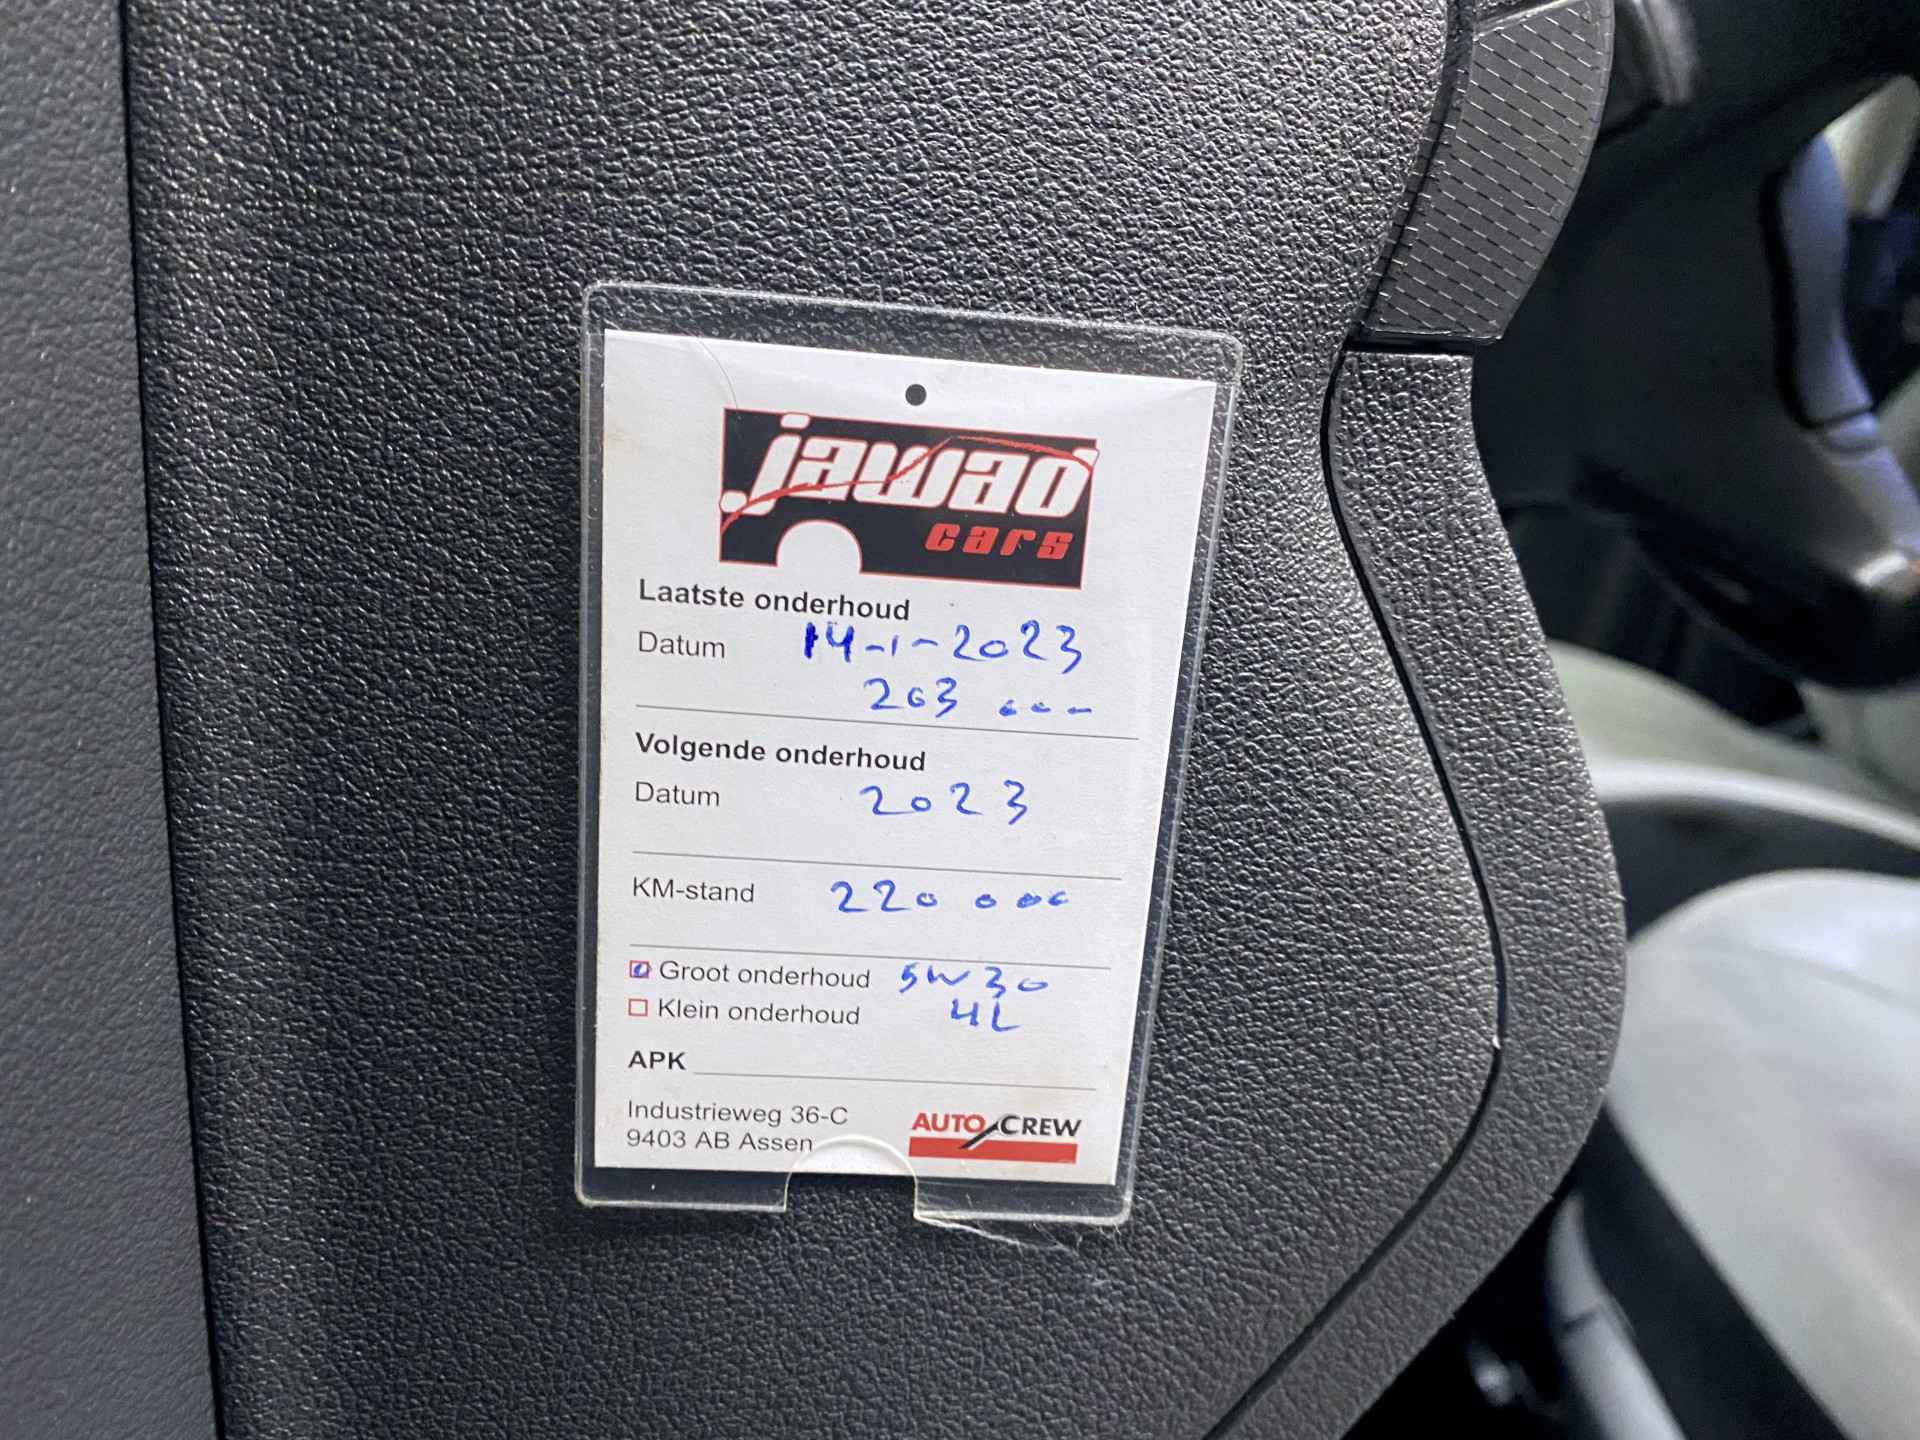 jawad
cars
Laatste onderhoud
Datum 14-1-2023
203 000
Volgende onderhoud
Datum 2023
KM-stand 220 000
Groot onderhoud 5W30
Klein onderhoud 4L
APK
Industrieweg 36-C
9403 AB Assen
AUTO CREW